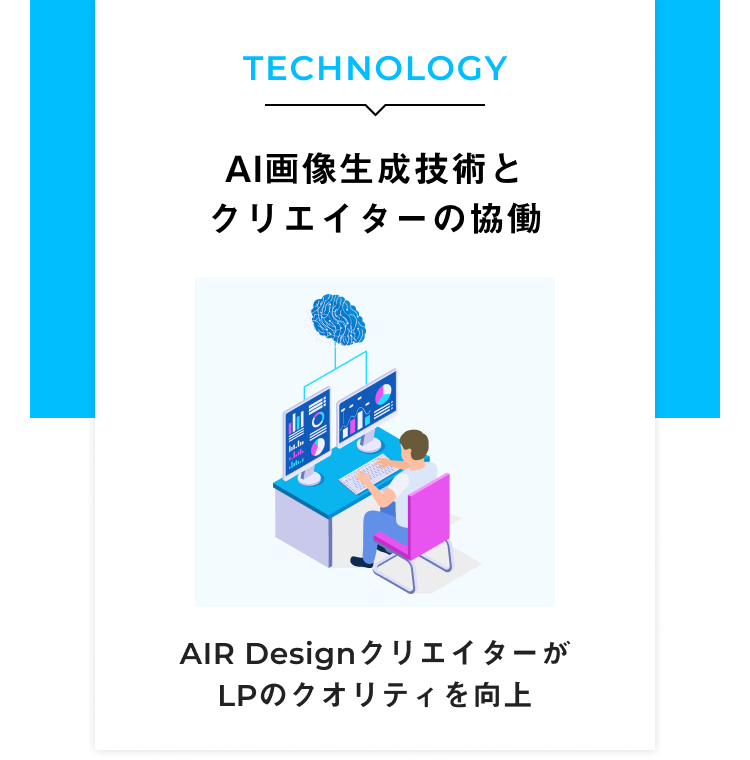 TECHNOLOGY
AI画像生成技術と
クリエイターの協働
AIR Designクリエイターが
LPのクオリティを向上